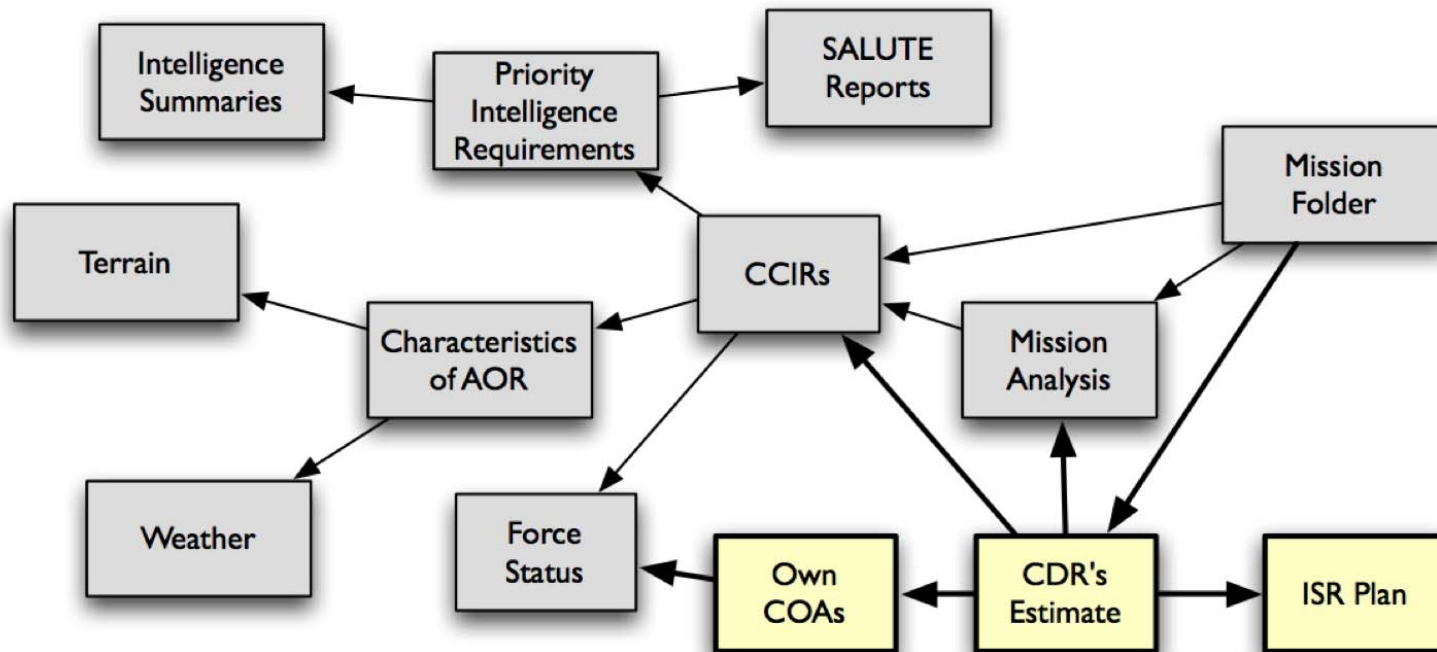 Intelligence
Summaries
Priority
Intelligence
Requirements
SALUTE
Reports
Mission
Folder
Terrain
CCIRs
Characteristics
of AOR
Mission
Analysis
Weather
Force
Status
Own
COAs
CDR's
Estimate
ISR Plan